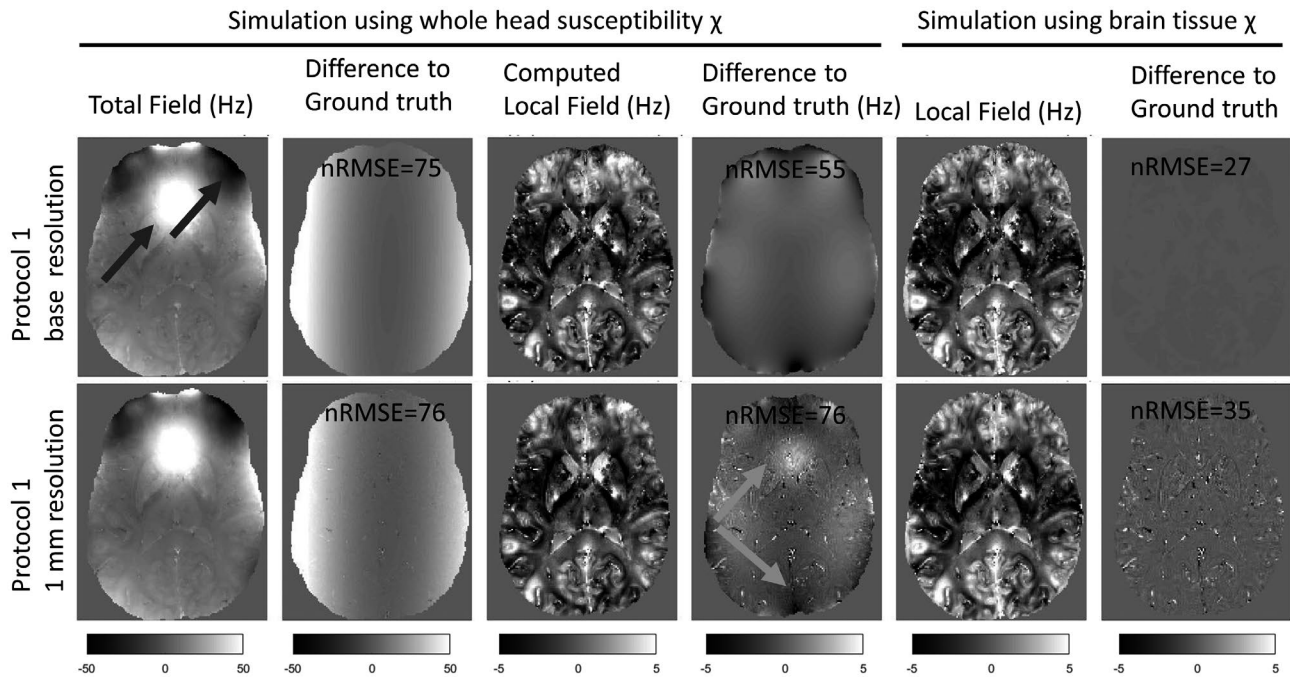 Simulation using whole head susceptibility χ
Simulation using brain tissue χ
Total Field (Hz)
Difference to
Ground truth
Computed
Local Field (Hz)
Difference to
Ground truth (Hz)
Local Field (Hz)
Difference to
Ground truth
Protocol 1
base resolution
nRMSE=75
nRMSE=55
nRMSE=27
Protocol 1
1 mm resolution
nRMSE=76
nRMSE=76
nRMSE=35
-50 0 50
-50 0 50
-5 0 5
-5 0 5
-5 0 5
-5 0 5